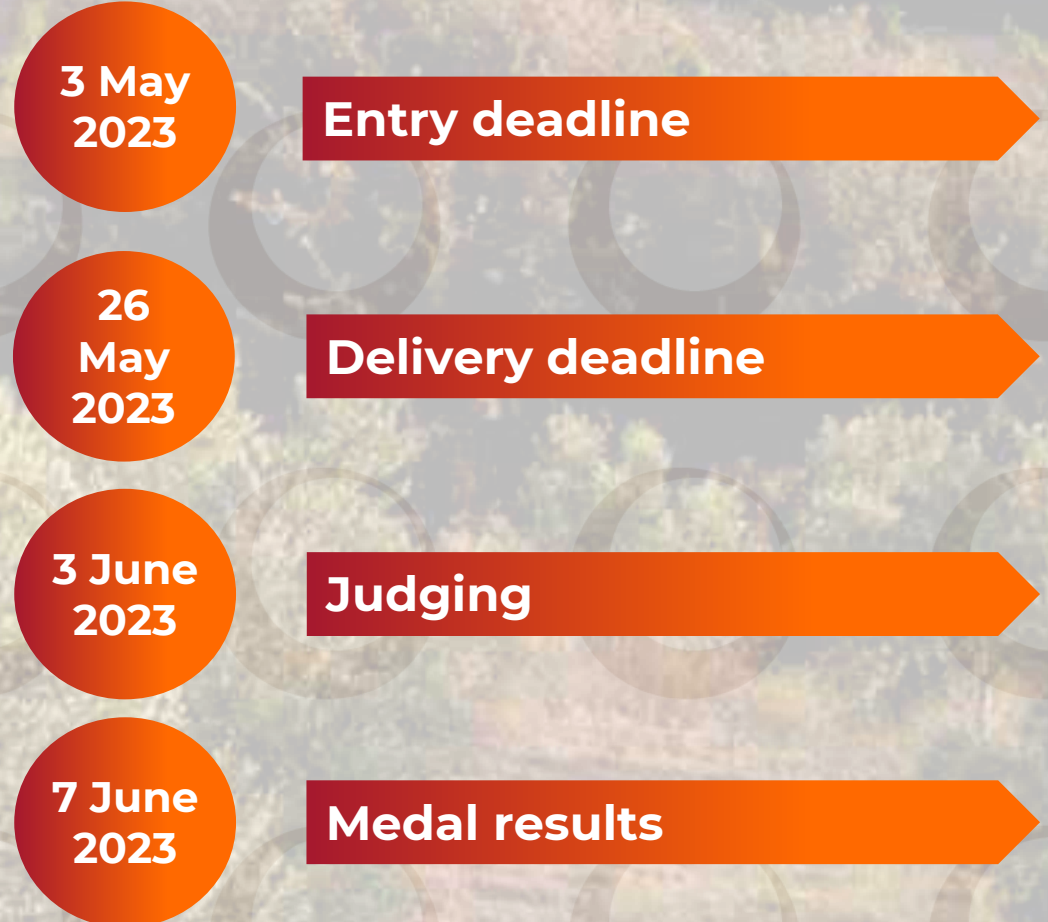 3 May
2023
Entry deadline
26
May
2023
Delivery deadline
3 June
2023
Judging
7 June
2023
Medal results